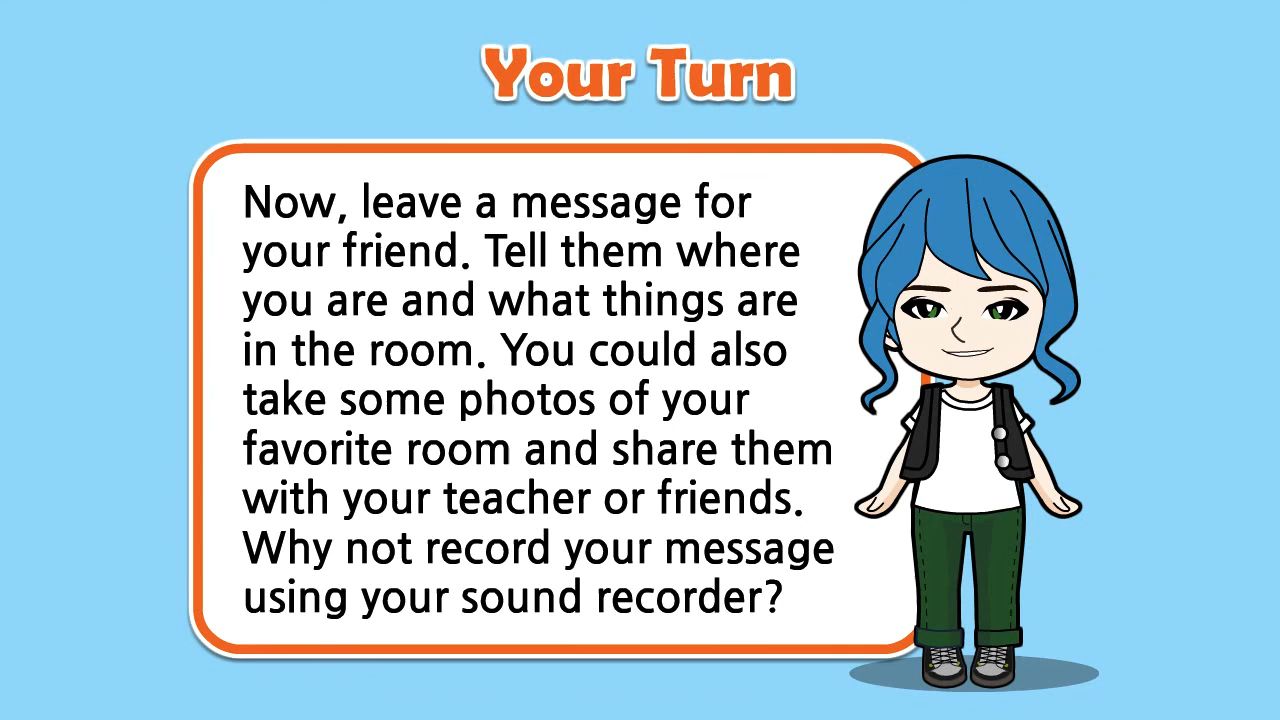 Your Turn
Now, leave a message for
your friend. Tell them where
you are and what things are
in the room. You could also
take some photos of your
favorite room and share them
with your teacher or friends.
Why not record your message
using your sound recorder?